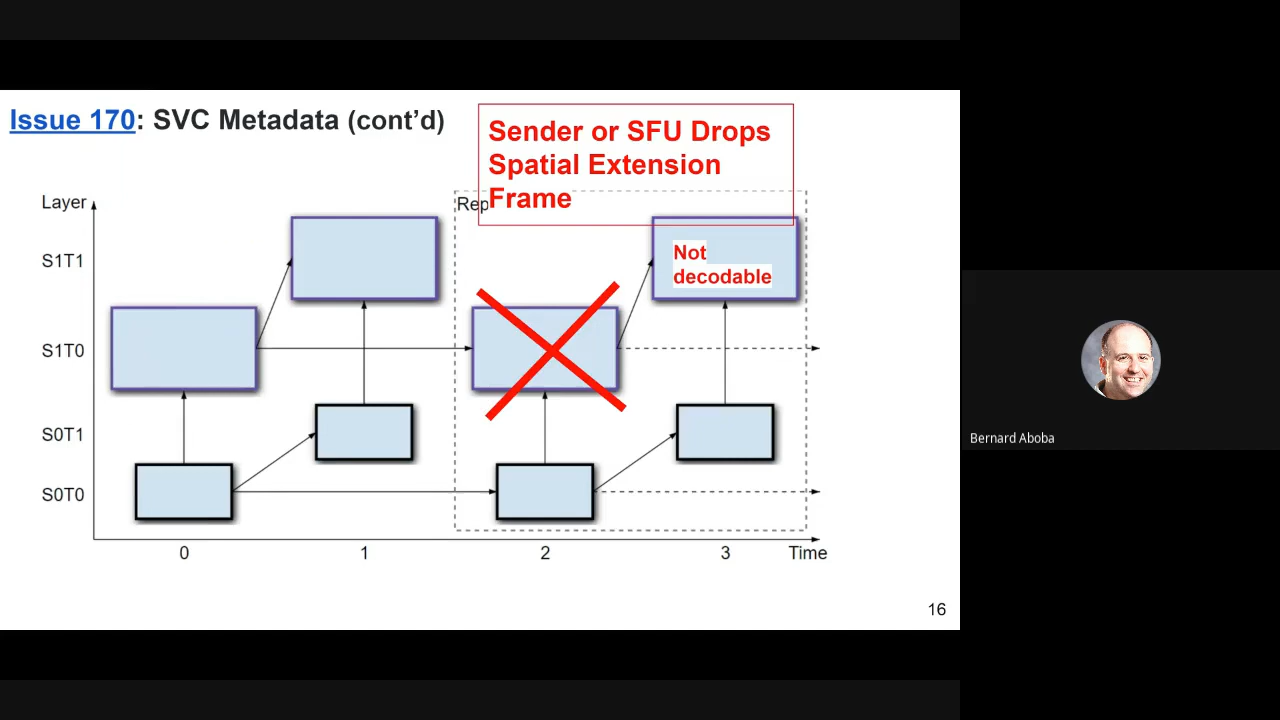 Issue 170: SVC Metadata (cont’d)
Sender or SFU Drops
Spatial Extension
Frame
Layer
Rep
S1T1
Not
decodable
S1T0
S0T1
S0T0
0
1
2
3
Time
16
Bernard Aboba